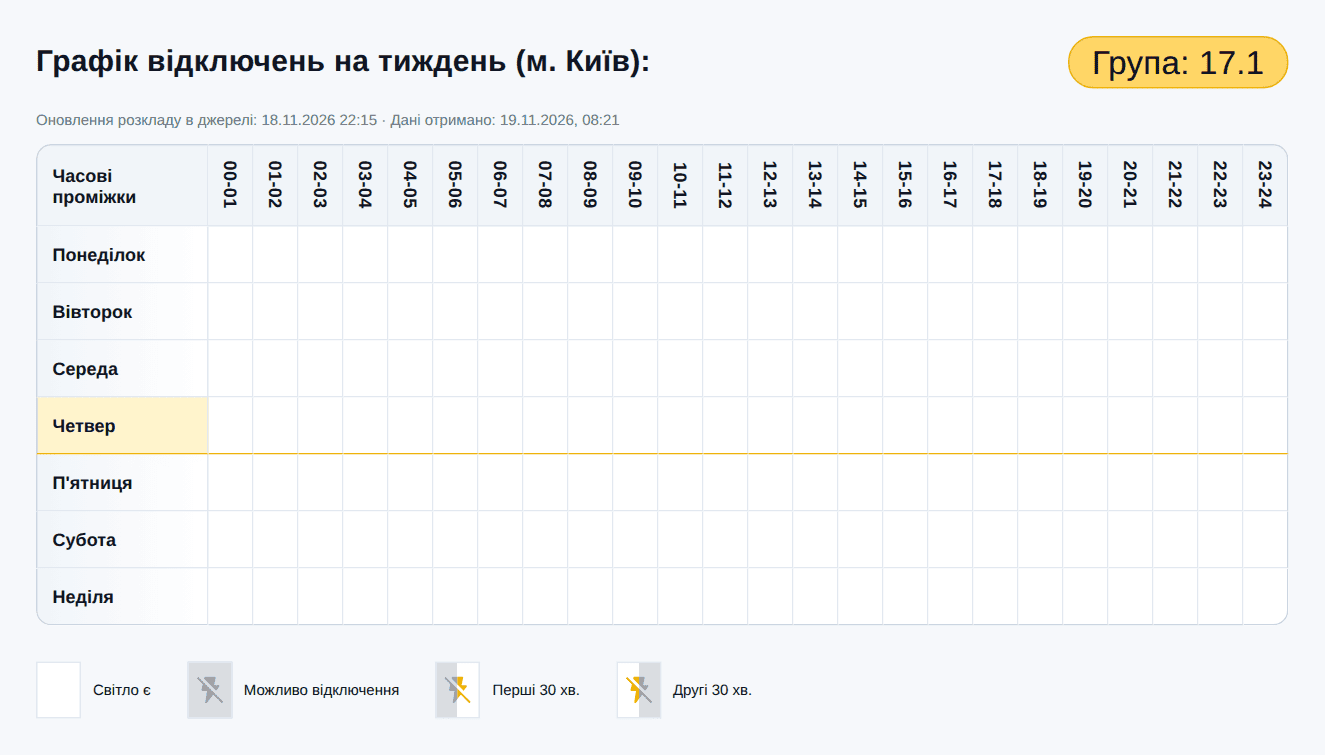 Графік відключень на тиждень (м. Київ):
Група: 17.1
Оновлення розкладу в джерелі: 18.11.2026 22:15 · Дані отримано: 19.11.2026, 08:21
Часові
проміжки
00-01
01-02
02-03
03-04
04-05
05-06
06-07
07-08
08-09
09-10
10-11
11-12
12-13
13-14
14-15
15-16
16-17
17-18
18-19
19-20
20-21
21-22
22-23
23-24
Понеділок
Вівторок
Середа
Четвер
П'ятниця
Субота
Неділя
Світло є
Можливо відключення
Перші 30 хв.
Другі 30 хв.